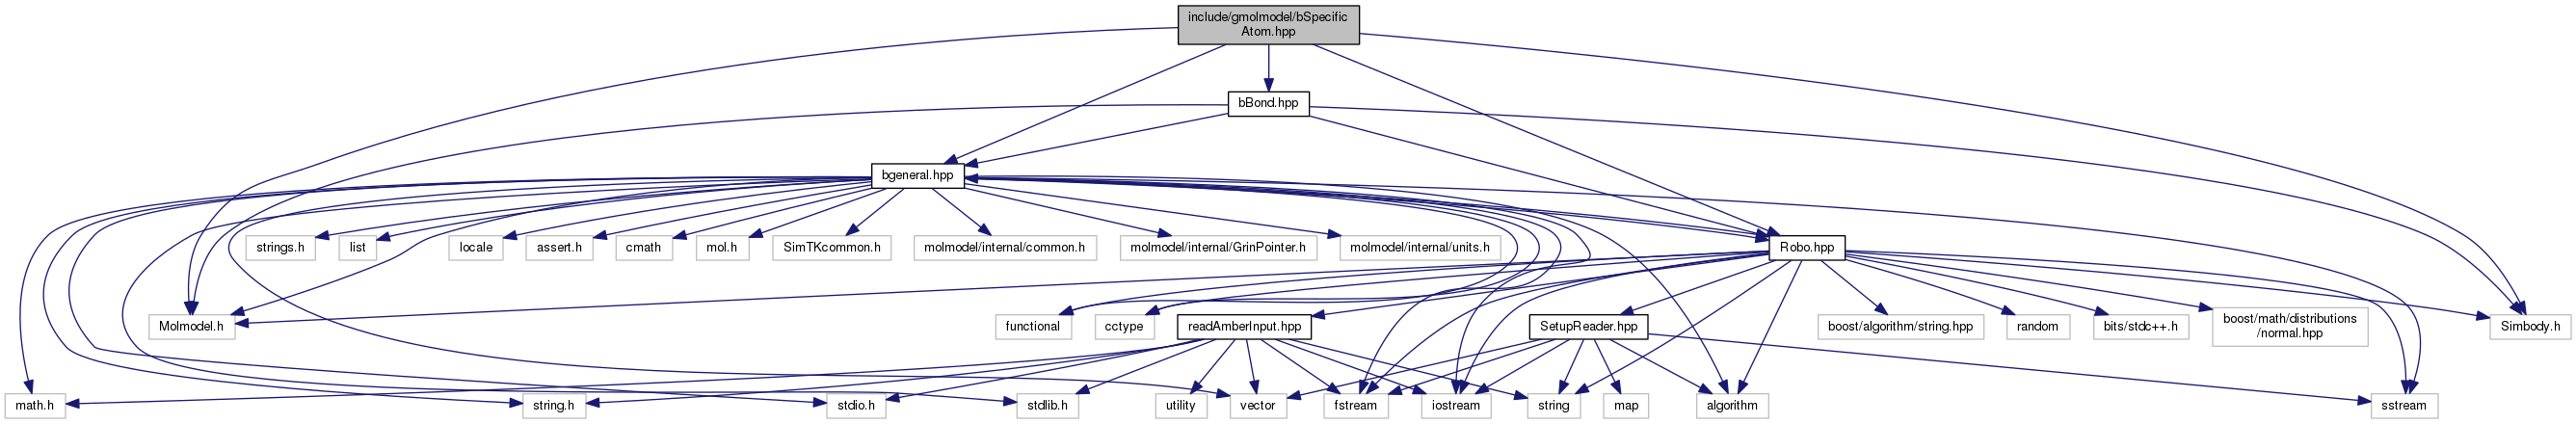 include/gmolmodel/bSpecific
Atom.hpp
bBond.hpp
bgeneral.hpp
strings.h
list
locale
assert.h
cmath
mol.h
SimTKcommon.h
molmodel/internal/common.h
molmodel/internal/GrinPointer.h
molmodel/internal/units.h
Robo.hpp
Molmodel.h
functional
cctype
readAmberInput.hpp
SetupReader.hpp
boost/algorithm/string.hpp
random
bits/stdc++.h
boost/math/distributions
/normal.hpp
Simbody.h
math.h
string.h
stdio.h
stdlib.h
utility
vector
fstream
iostream
string
map
algorithm
sstream